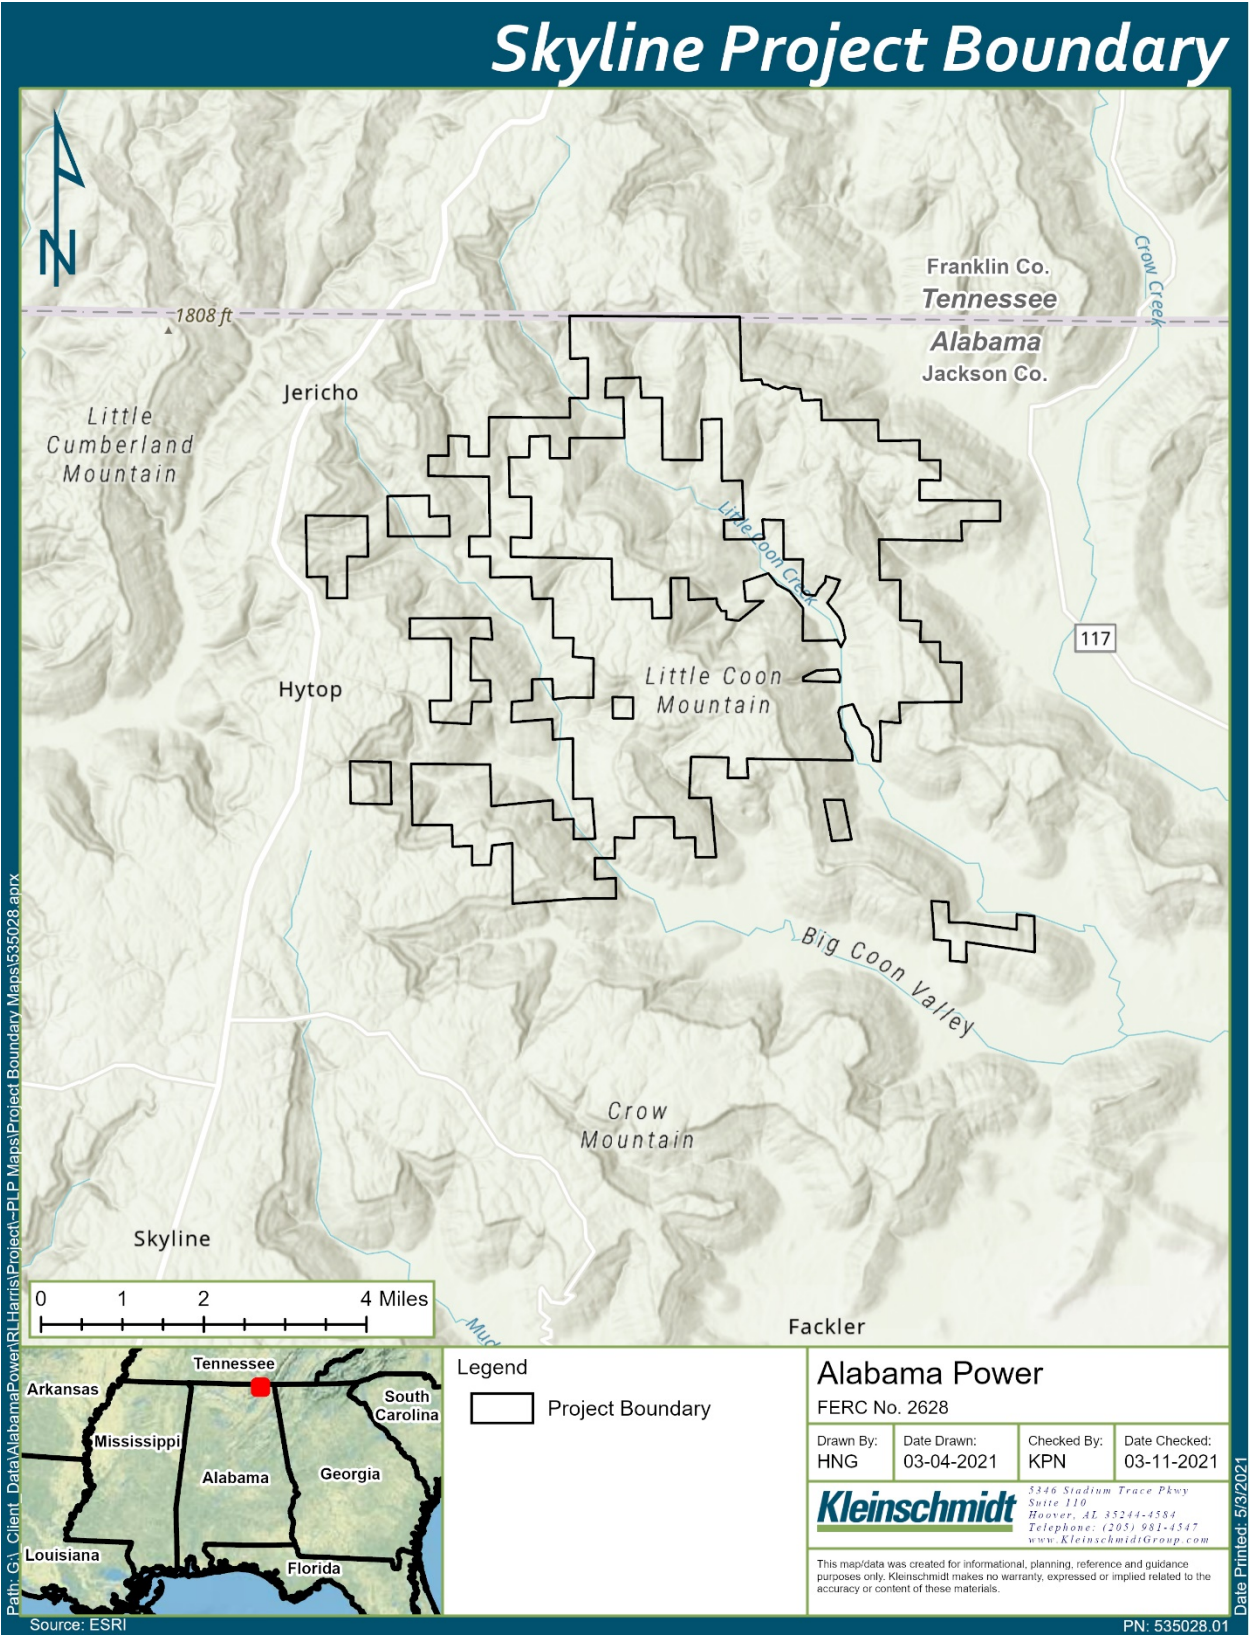 Skyline Project Boundary
N
Franklin Co.
Tennessee
Alabama
Jackson Co.
Crow Creek
1808 ft
Jericho
Little
Cumberland
Mountain
Little Coon Creek
117
Hytop
Little Coon
Mountain
Big Coon Valley
Crow
Mountain
Skyline
Fackler
Mud
0 1 2 4 Miles
Tennessee
Arkansas
South
Carolina
Mississippi
Alabama
Georgia
Louisiana
Florida
Legend
Project Boundary
Alabama Power
FERC No. 2628
Drawn By:
HNG
Date Drawn:
03-04-2021
Checked By:
KPN
Date Checked:
03-11-2021
Kleinschmidt
5346 Stadium Trace Pkwy
Suite 110
Hoover, AL 35244-4584
Telephone: (205) 981-4547
www.KleinschmidtGroup.com
This map/data was created for informational, planning, reference and guidance
purposes only. Kleinschmidt makes no warranty, expressed or implied related to the
accuracy or content of these materials.
Path: G:\_Client_Data\AlabamaPower\RLHarris\Project\~PLP Maps\Project Boundary Maps\535028.aprx
Date Printed: 5/3/2021
Source: ESRI
PN: 535028.01